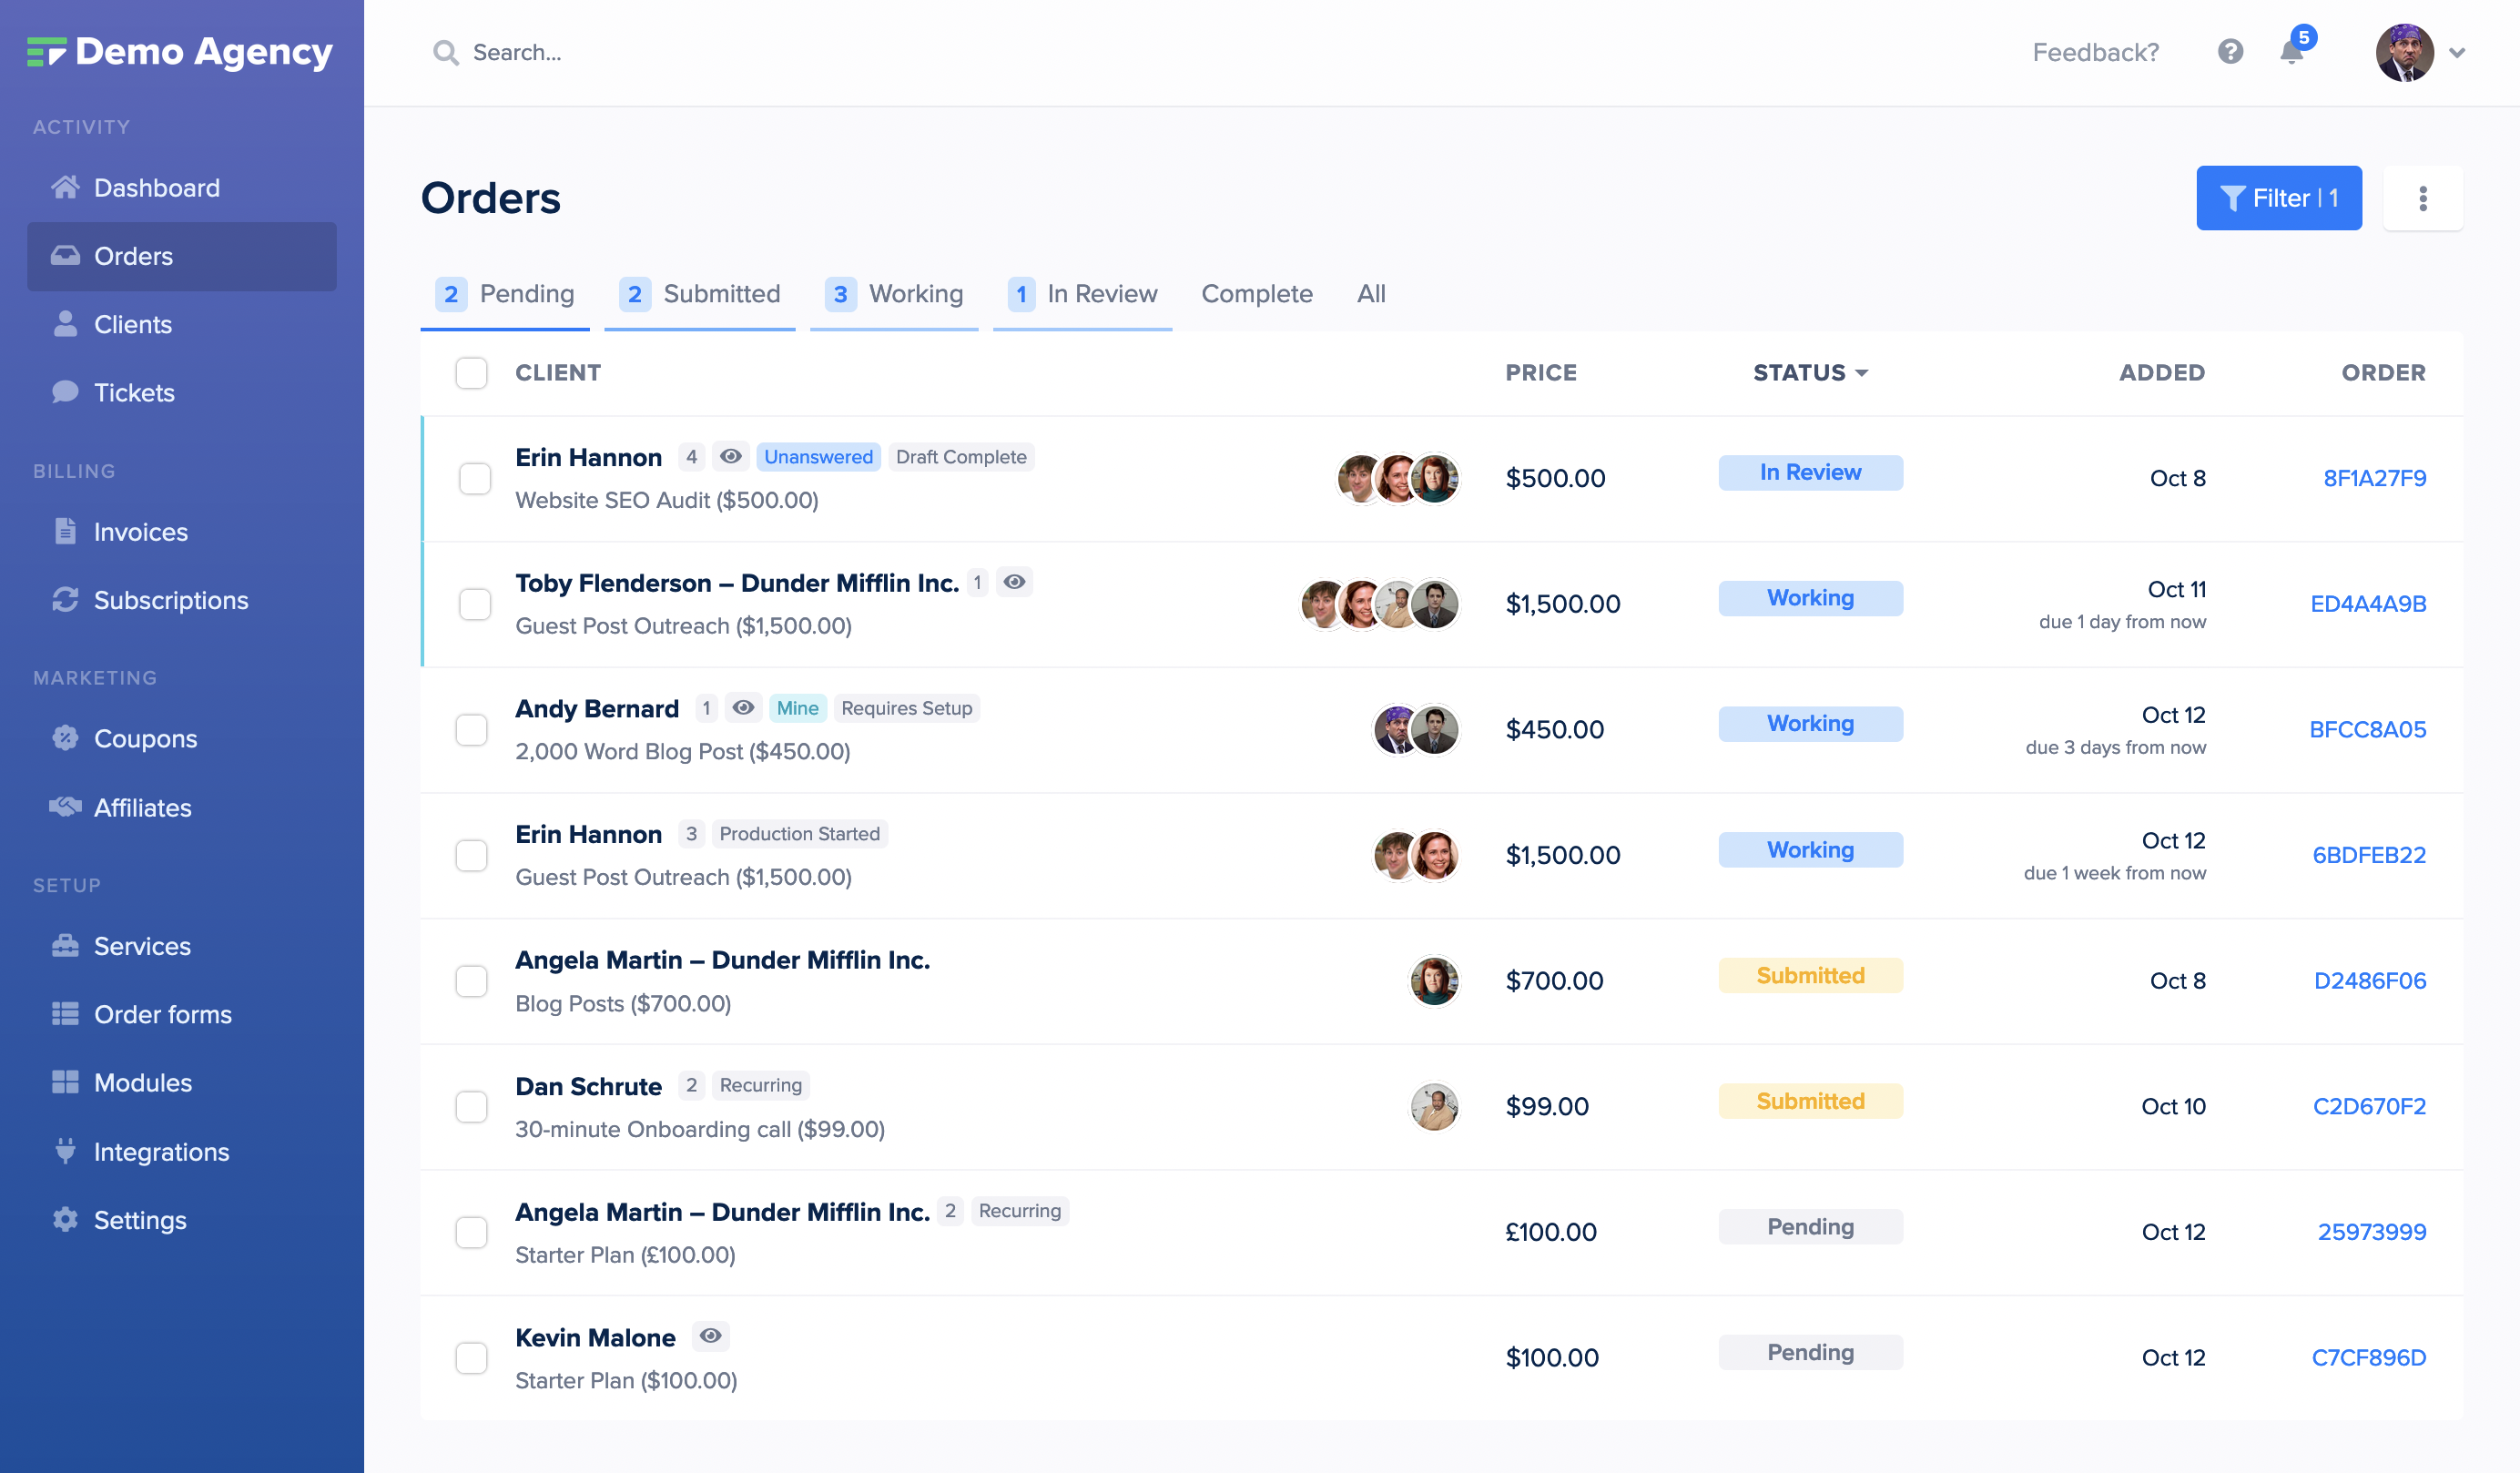 Demo Agency
Search...
Feedback?
5
ACTIVITY
Dashboard
Orders
Clients
Tickets
BILLING
Invoices
Subscriptions
MARKETING
Coupons
Affiliates
SETUP
Services
Order forms
Modules
Integrations
Settings
Orders
Filter | 1
2 Pending 2 Submitted 3 Working 1 In Review Complete All
CLIENT PRICE STATUS ADDED ORDER
Erin Hannon 4 Unanswered Draft Complete
Website SEO Audit ($500.00)
$500.00 In Review Oct 8 8F1A27F9
Toby Flenderson – Dunder Mifflin Inc. 1
Guest Post Outreach ($1,500.00)
$1,500.00 Working Oct 11 ED4A4A9B
due 1 day from now
Andy Bernard 1 Mine Requires Setup
2,000 Word Blog Post ($450.00)
$450.00 Working Oct 12 BFCC8A05
due 3 days from now
Erin Hannon 3 Production Started
Guest Post Outreach ($1,500.00)
$1,500.00 Working Oct 12 6BDFEB22
due 1 week from now
Angela Martin – Dunder Mifflin Inc.
Blog Posts ($700.00)
$700.00 Submitted Oct 8 D2486F06
Dan Schrute 2 Recurring
30-minute Onboarding call ($99.00)
$99.00 Submitted Oct 10 C2D670F2
Angela Martin – Dunder Mifflin Inc. 2 Recurring
Starter Plan (£100.00)
£100.00 Pending Oct 12 25973999
Kevin Malone
Starter Plan ($100.00)
$100.00 Pending Oct 12 C7CF896D